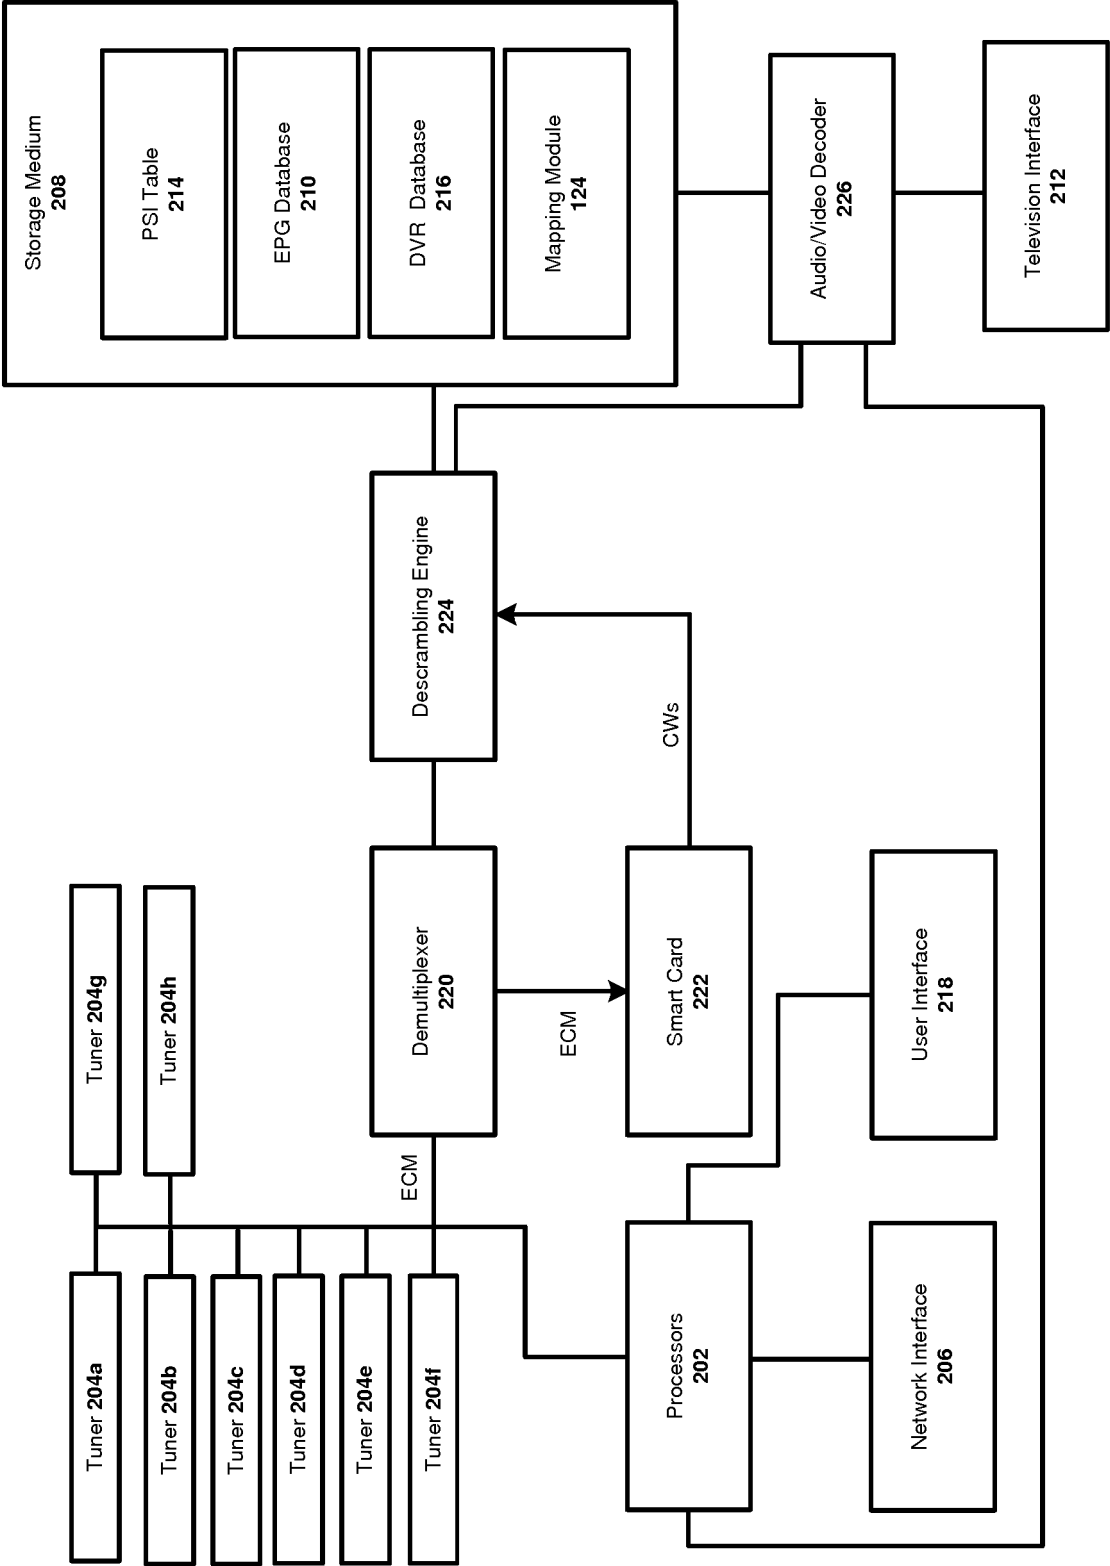 Tuner 204a
Tuner 204b
Tuner 204c
Tuner 204d
Tuner 204e
Tuner 204f
Tuner 204g
Tuner 204h
ECM
Demultiplexer
220
ECM
Smart Card
222
CWs
Descrambling Engine
224
Storage Medium
208
PSI Table
214
EPG Database
210
DVR Database
216
Mapping Module
124
Audio/Video Decoder
226
Television Interface
212
Processors
202
Network Interface
206
User Interface
218